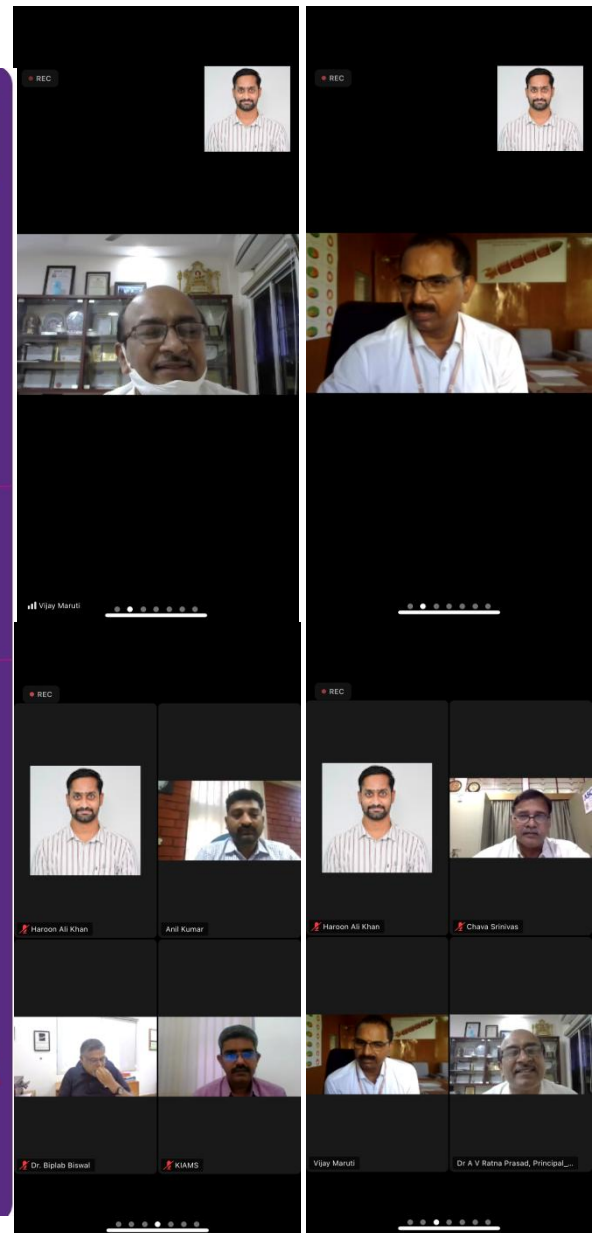 REC
REC
Vijay Maruti
REC
Haroon Ali Khan
Anil Kumar
Dr. Biplab Biswal
KIAMS
REC
Haroon Ali Khan
Chava Srinivas
Vijay Maruti
Dr A V Ratna Prasad, Principal_...